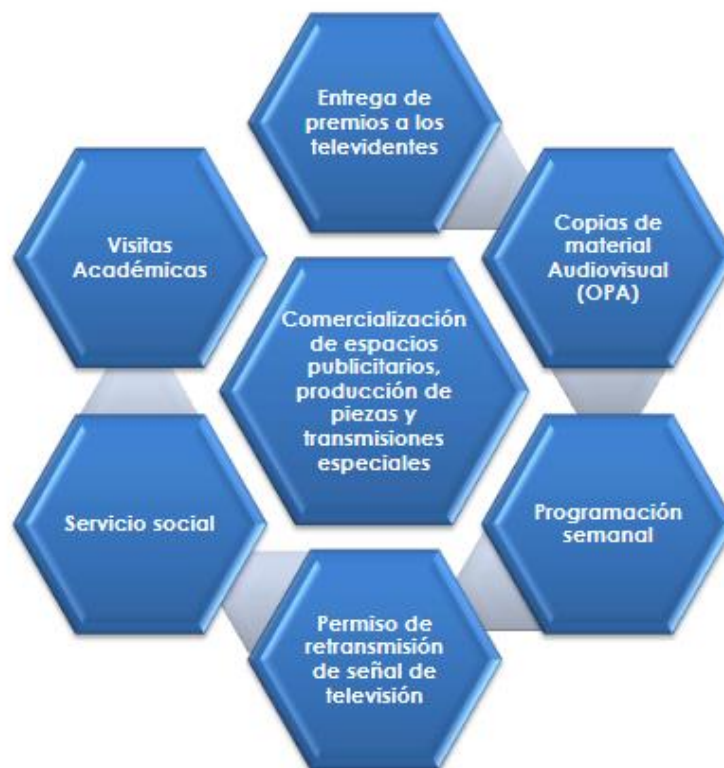 Entrega de
premios a los
televidentes
Copias de
material
Audiovisual
(OPA)
Programación
semanal
Permiso de
retransmisión
de señal de
televisión
Servicio social
Visitas
Académicas
Comercialización
de espacios
publicitarios,
producción de
piezas y
transmisiones
especiales